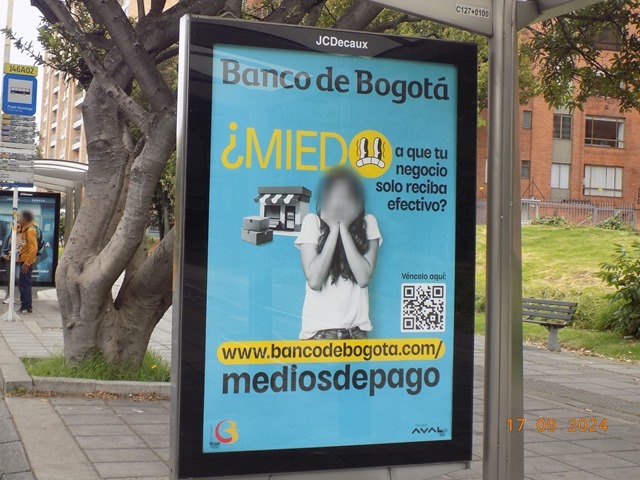 C127+0100
JCDecaux
146A02
Banco de Bogotá
¿MIEDO
a que tu
negocio
solo reciba
efectivo?
Véncelo aquí:
www.bancodebogota.com/
mediosdepago
AVAL
17 09 2024